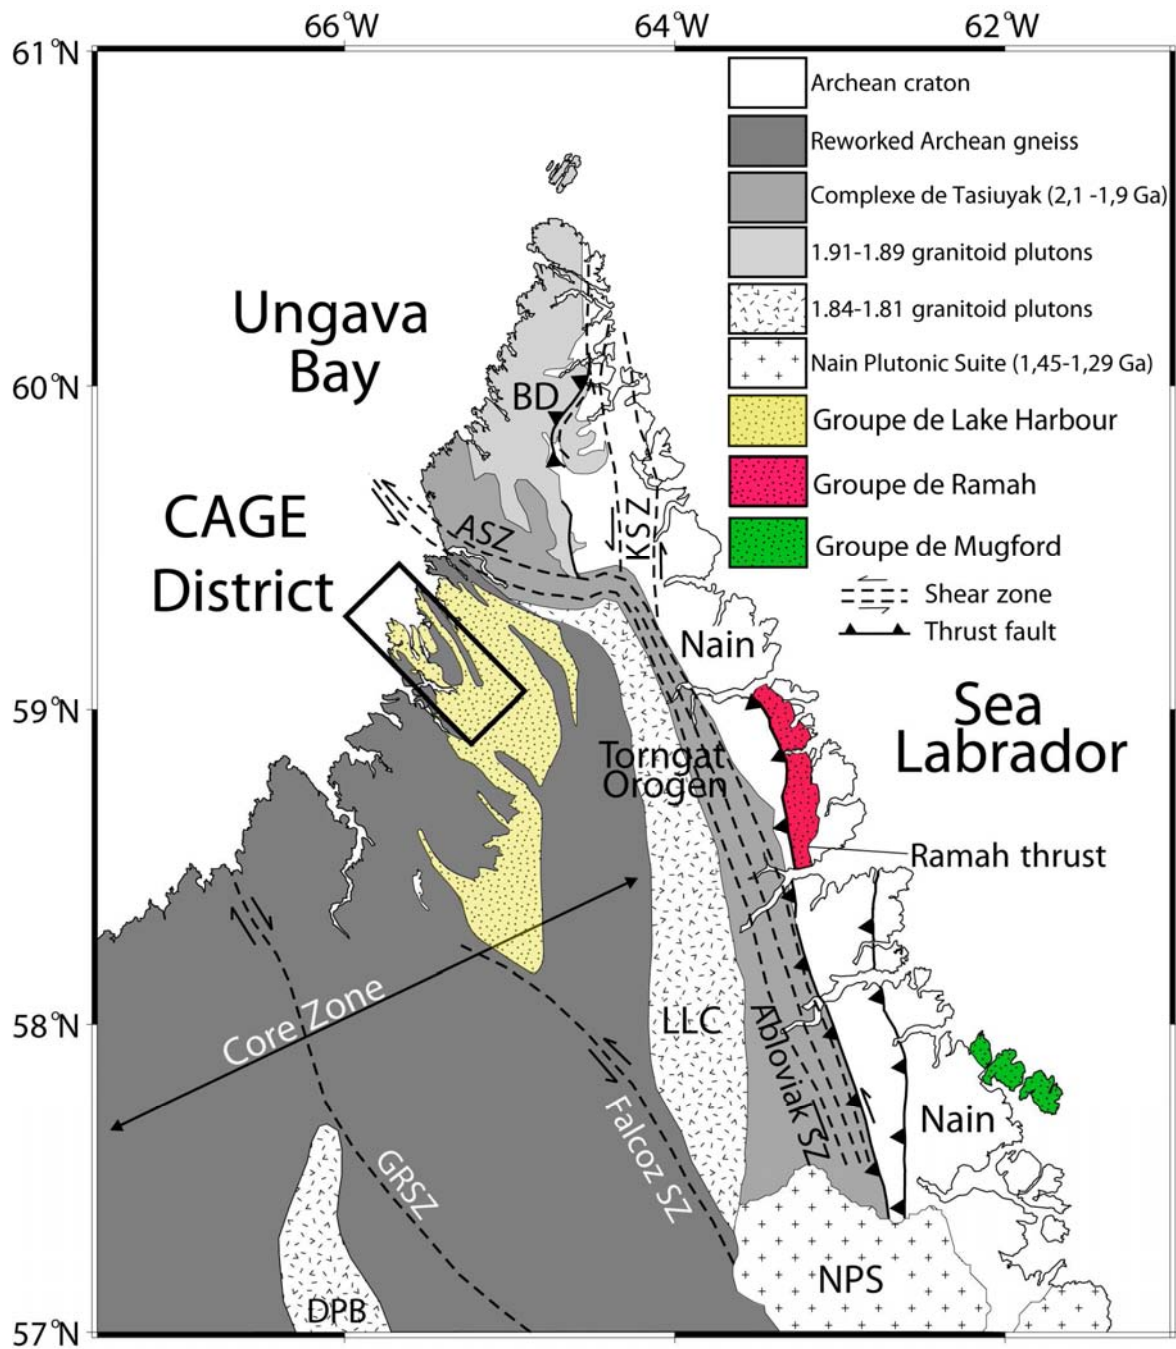 66°W
64°W
62°W
61°N
60°N
59°N
58°N
57°N
Archean craton
Reworked Archean gneiss
Complexe de Tasiuyak (2,1 -1,9 Ga)
1.91-1.89 granitoid plutons
1.84-1.81 granitoid plutons
Nain Plutonic Suite (1,45-1,29 Ga)
Groupe de Lake Harbour
Groupe de Ramah
Groupe de Mugford
Shear zone
Thrust fault
Ungava
Bay
BD
CAGE
District
ASZ
KSZ
Nain
Sea
Labrador
Torngat
Orogen
Ramah thrust
Core Zone
LLC
Abloviak SZ
Falcoz SZ
GRSZ
Nain
NPS
DPB